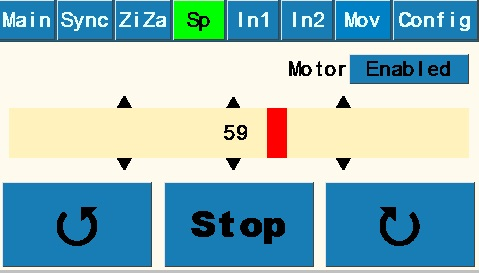 Main Sync ZiZa Sp In1 In2 Mov Config
Motor Enabled
59
Stop